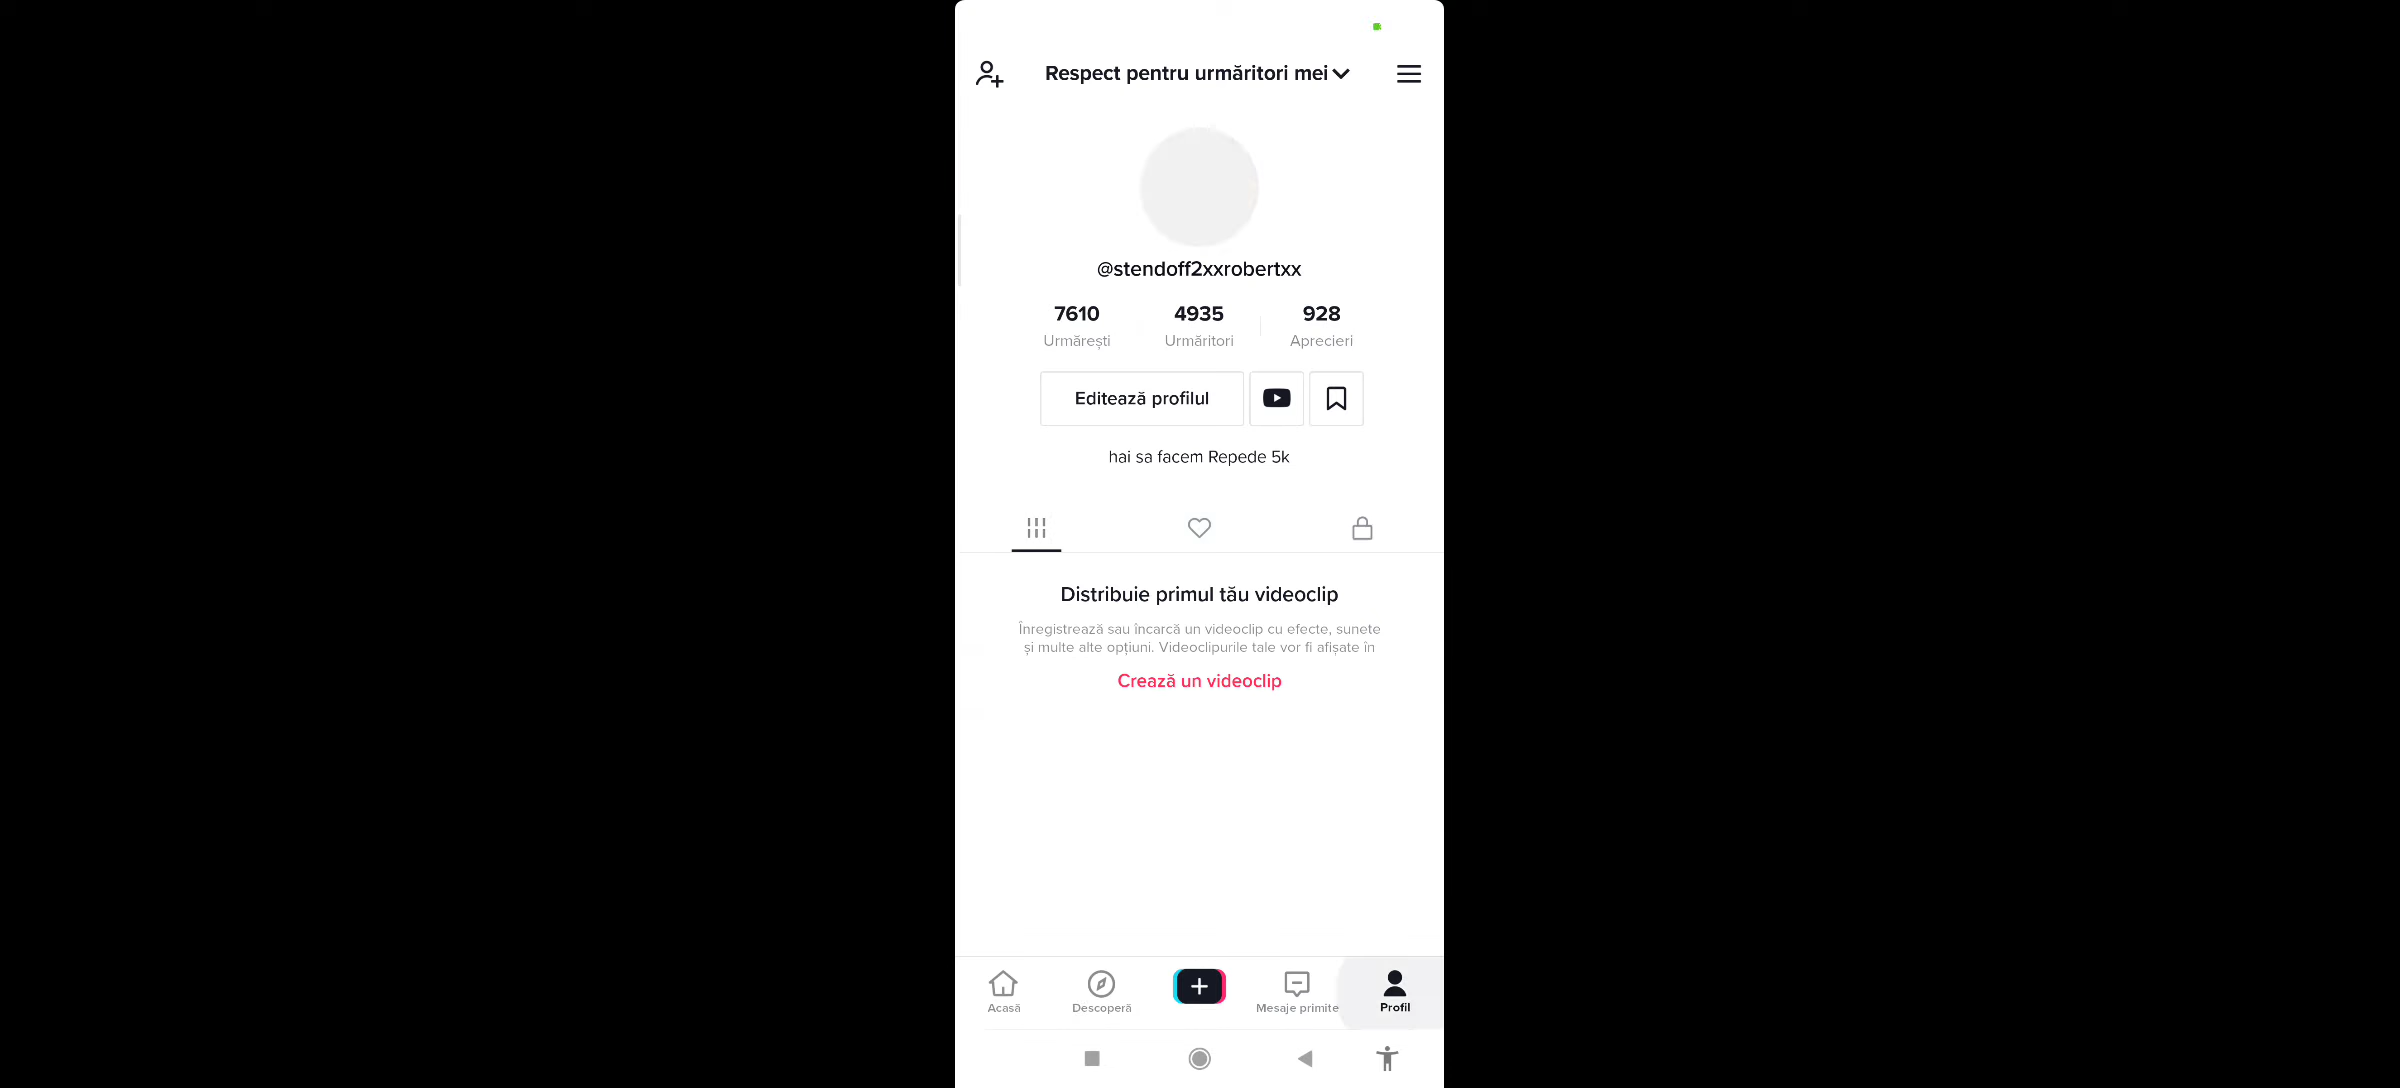 Respect pentru urmăritori mei
@stendoff2xxrobertxx
7610 4935 928
Urmărești Urmăritori Aprecieri
Editează profilul
hai sa facem Repede 5k
Distribuie primul tău videoclip
Înregistrează sau încarcă un videoclip cu efecte, sunete
și multe alte opțiuni. Videoclipurile tale vor fi afișate în
Crează un videoclip
Acasă Descoperă Mesaje primite Profil